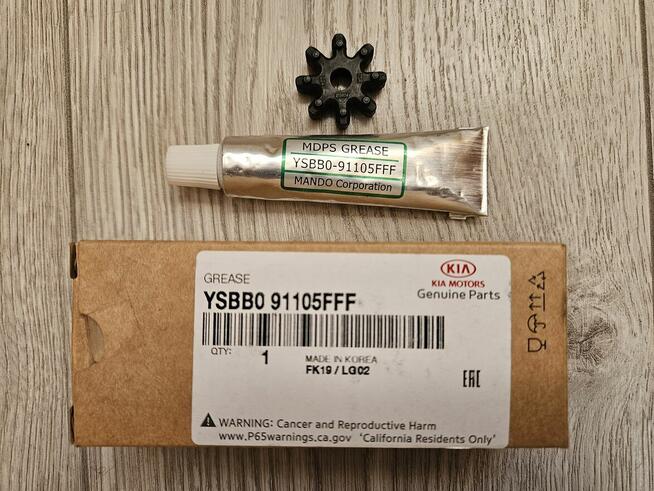 MDPS GREASE
YSBB0-91105FFF
MANDO Corporation
GREASE
KIA
KIA MOTORS
Genuine Parts
YSBB0 91105FFF
QTY: 1
MADE IN KOREA
FK19 / LG02
EAC
WARNING: Cancer and Reproductive Harm
www.P65warnings.ca.gov 'California Residents Only'